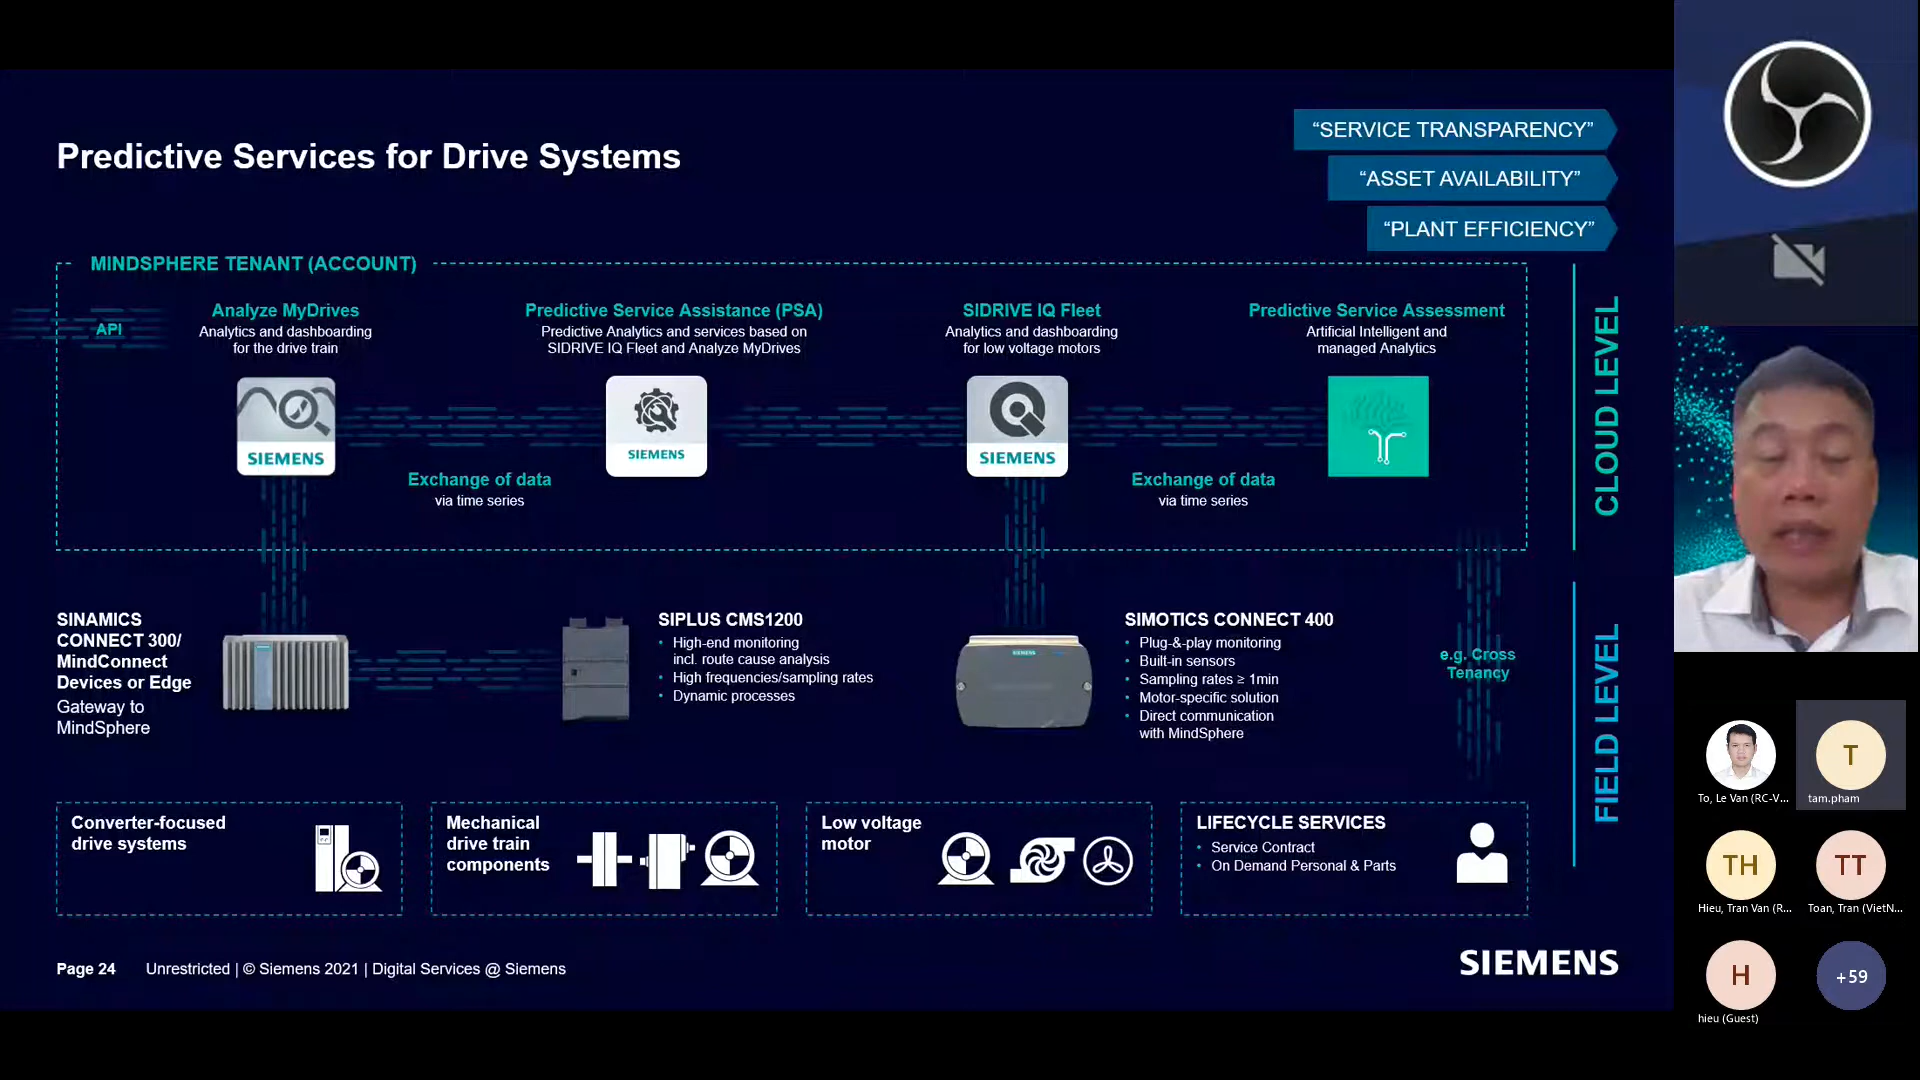 Predictive Services for Drive Systems
“SERVICE TRANSPARENCY”
“ASSET AVAILABILITY”
“PLANT EFFICIENCY”
MINDSPHERE TENANT (ACCOUNT)
API
Analyze MyDrives
Analytics and dashboarding
for the drive train
SIEMENS
Predictive Service Assistance (PSA)
Predictive Analytics and services based on
SIDRIVE IQ Fleet and Analyze MyDrives
SIEMENS
SIDRIVE IQ Fleet
Analytics and dashboarding
for low voltage motors
SIEMENS
Predictive Service Assessment
Artificial Intelligent and
managed Analytics
Exchange of data
via time series
Exchange of data
via time series
CLOUD LEVEL
SINAMICS
CONNECT 300/
MindConnect
Devices or Edge
Gateway to
MindSphere
SIPLUS CMS1200
• High-end monitoring
incl. route cause analysis
• High frequencies/sampling rates
• Dynamic processes
SIEMENS
SIMOTICS CONNECT 400
• Plug-&-play monitoring
• Built-in sensors
• Sampling rates ≥ 1min
• Motor-specific solution
• Direct communication
with MindSphere
e.g. Cross
Tenancy
FIELD LEVEL
Converter-focused
drive systems
Mechanical
drive train
components
Low voltage
motor
LIFECYCLE SERVICES
• Service Contract
• On Demand Personal & Parts
Page 24
Unrestricted | © Siemens 2021 | Digital Services @ Siemens
SIEMENS
To, Le Van (RC-V...
T
tam.pham
TH
Hieu, Tran Van (R...
TT
Toan, Tran (VietN...
H
hieu (Guest)
+59